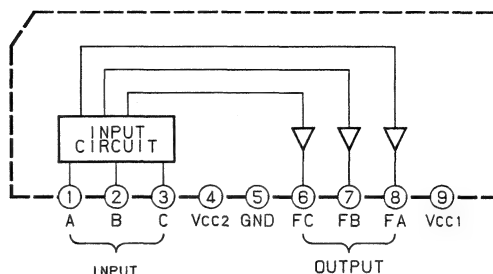 INPUT
CIRCUIT
1 2 3 4 5 6 7 8 9
A B C VCC2 GND FC FB FA VCC1
INPUT OUTPUT